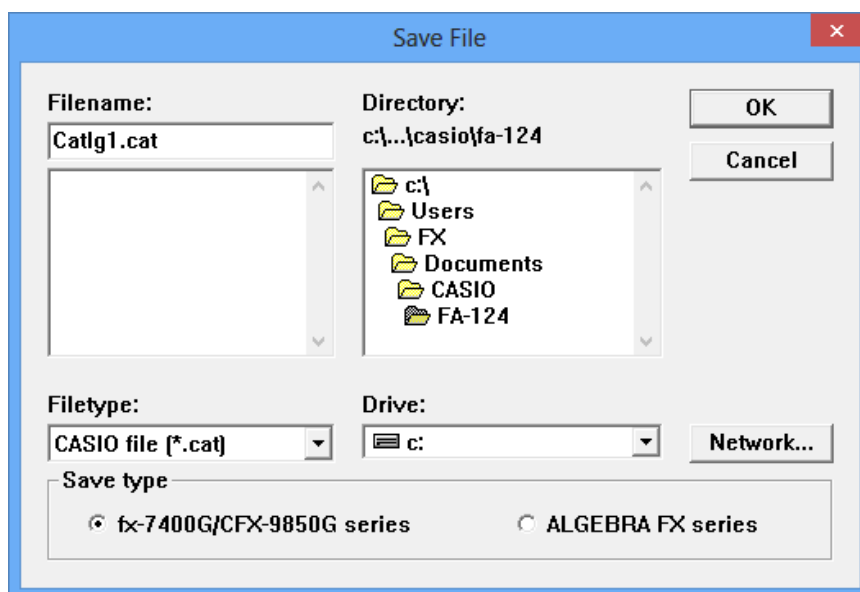 Save File
Filename:
Catlg1.cat
Directory:
c:\...\casio\fa-124
c:\
Users
FX
Documents
CASIO
FA-124
OK
Cancel
Filetype:
CASIO file (*.cat)
Drive:
c:
Network...
Save type
fx-7400G/CFX-9850G series
ALGEBRA FX series